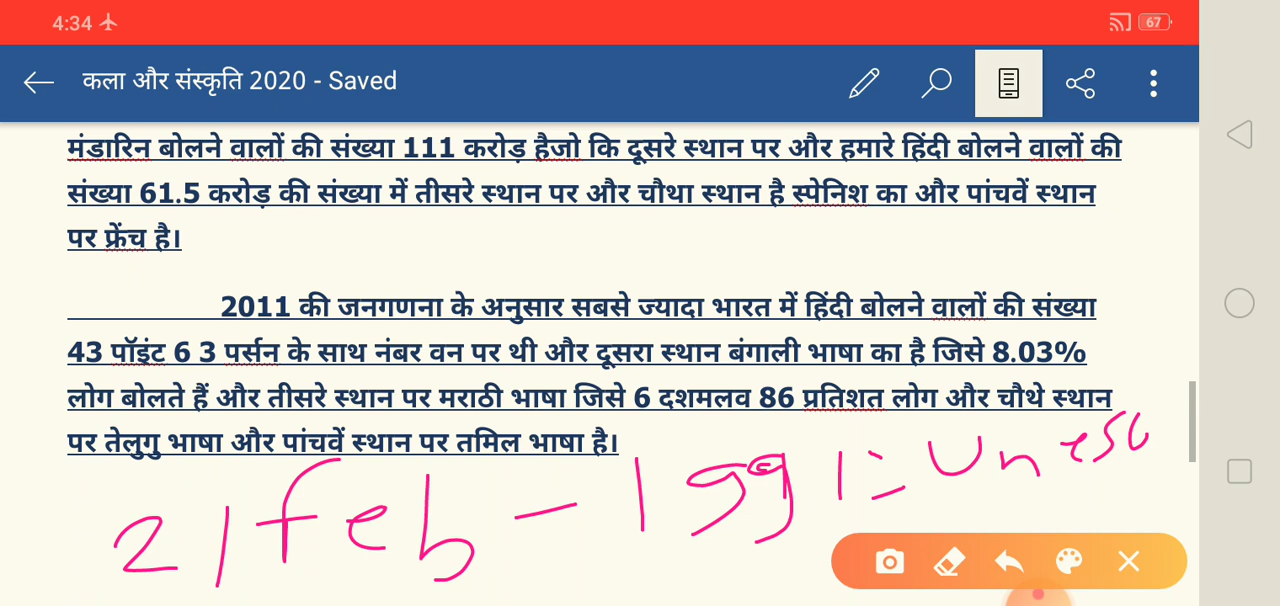 4:34
67
कला और संस्कृति 2020 - Saved
मंडारिन बोलने वालों की संख्या 111 करोड़ हैजो कि दूसरे स्थान पर और हमारे हिंदी बोलने वालों की
संख्या 61.5 करोड़ की संख्या में तीसरे स्थान पर और चौथा स्थान है स्पेनिश का और पांचवें स्थान
पर फ्रेंच है।
2011 की जनगणना के अनुसार सबसे ज्यादा भारत में हिंदी बोलने वालों की संख्या
43 पॉइंट 6 3 पर्सन के साथ नंबर वन पर थी और दूसरा स्थान बंगाली भाषा का है जिसे 8.03%
लोग बोलते हैं और तीसरे स्थान पर मराठी भाषा जिसे 6 दशमलव 86 प्रतिशत लोग और चौथे स्थान
पर तेलुगु भाषा और पांचवें स्थान पर तमिल भाषा है।
21 feb - 1991 = Unesc